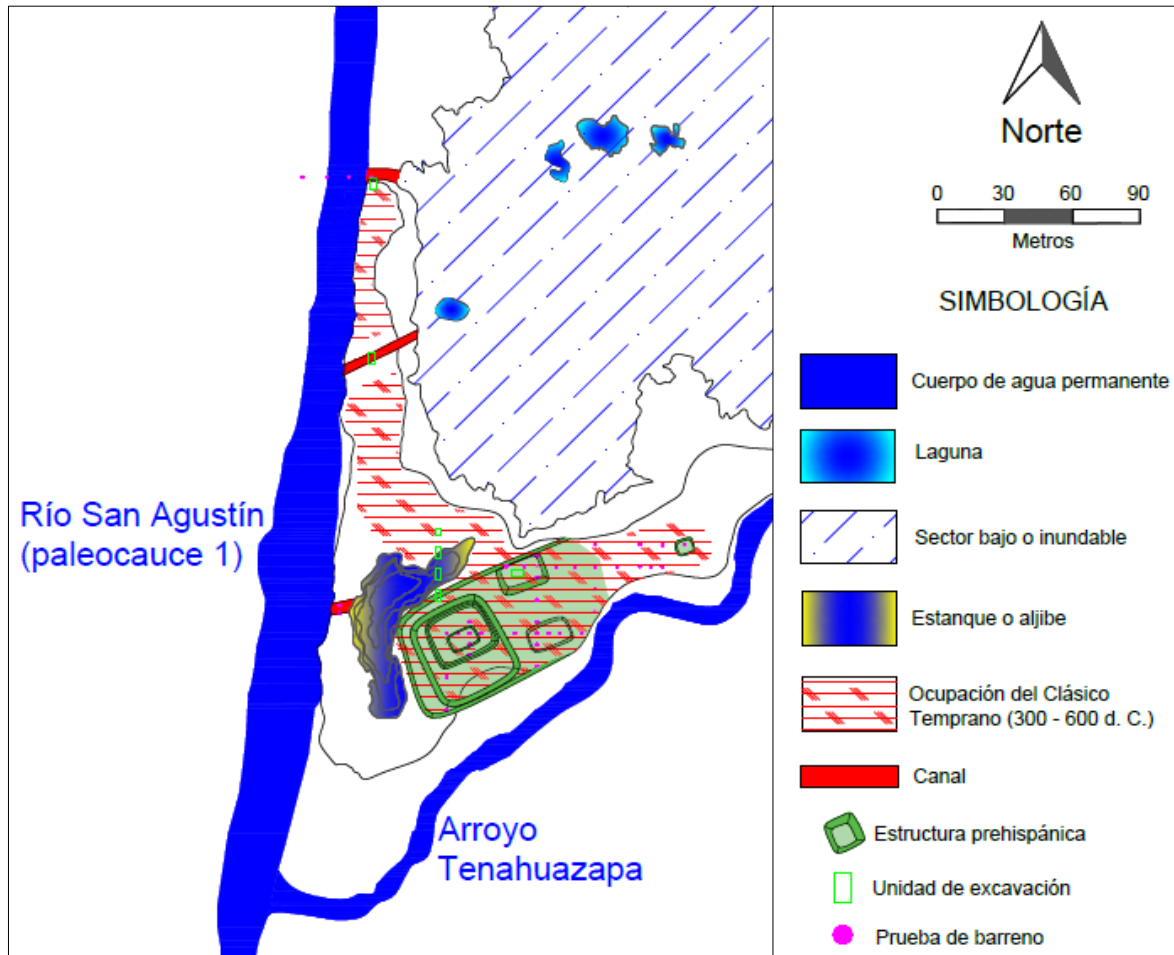 Norte
0 30 60 90
Metros
SIMBOLOGÍA
Cuerpo de agua permanente
Laguna
Sector bajo o inundable
Estanque o aljibe
Ocupación del Clásico
Temprano (300 - 600 d. C.)
Canal
Estructura prehispánica
Unidad de excavación
Prueba de barreno
Río San Agustín
(paleocauce 1)
Arroyo
Tenahuazapa